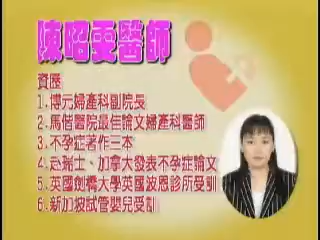 陳昭雯醫師
資歷
1.博元婦產科副院長
2.馬偕醫院最佳論文婦產科醫師
3.不孕症著作三本
4.赴瑞士、加拿大發表不孕症論文
5.英國劍橋大學英國波恩診所受訓
6.新加坡試管嬰兒受訓